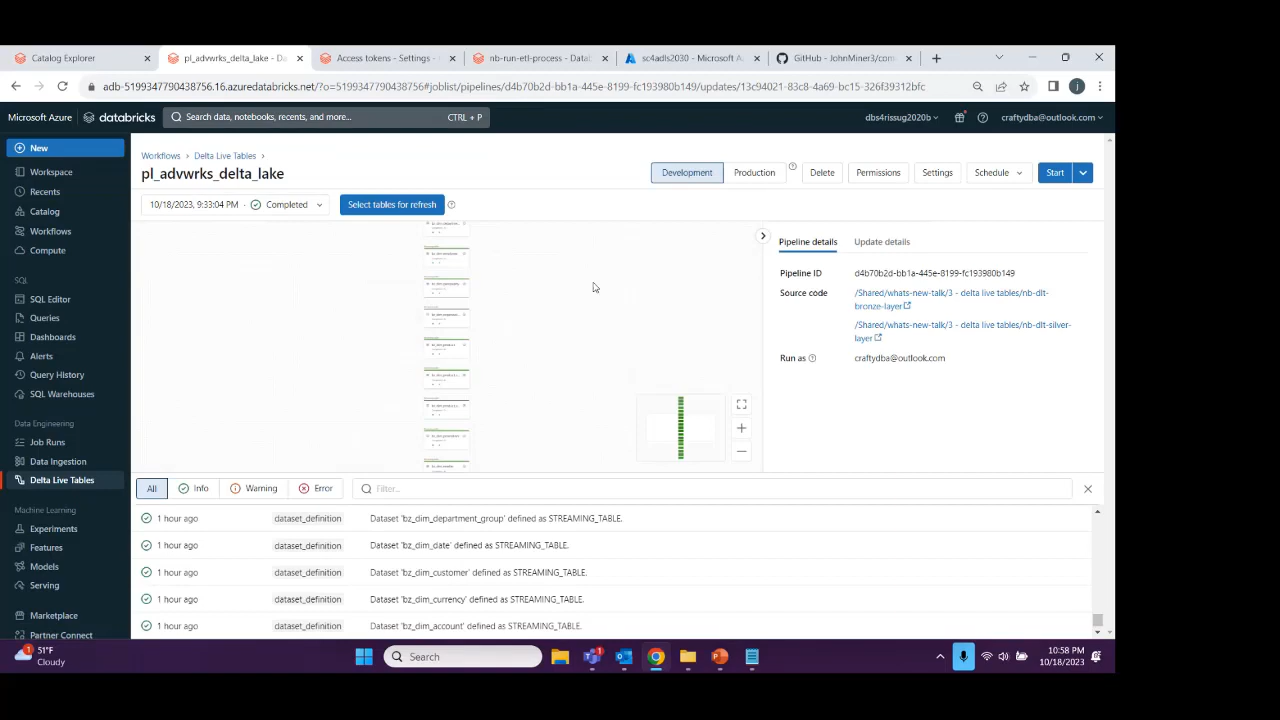 Catalog Explorer
pl_advwrks_delta_lake - Da
Access tokens - Settings -
nb-run-etl-process - Datab
sc4adls2030 - Microsoft A
GitHub - JohnMiner3/com
adb-5199347790438756.16.azuredatabricks.net/?o=5199347790438756#joblist/pipelines/d4b70b2d-bb1a-445e-8199-fc193980b149/updates/13c94021-83c8-4a69-bc15-326f39312bfc
j
Microsoft Azure
databricks
Search data, notebooks, recents, and more...
CTRL + P
dbs4rissug2020b
craftydba@outlook.com
New
Workspace
Recents
Catalog
Workflows
Compute
SQL
SQL Editor
Queries
Dashboards
Alerts
Query History
SQL Warehouses
Data Engineering
Job Runs
Data Ingestion
Delta Live Tables
Machine Learning
Experiments
Features
Models
Serving
Marketplace
Partner Connect
Workflows > Delta Live Tables >
pl_advwrks_delta_lake
Development
Production
Delete
Permissions
Settings
Schedule
Start
10/18/2023, 9:33:04 PM · Completed
Select tables for refresh
Pipeline details
Update details
Pipeline ID
d4b70b2d-bb1a-445e-8199-fc193980b149
Source code
/Shared/whats-new-talk/3 - delta live tables/nb-dlt-
bronze-layer
/Shared/whats-new-talk/3 - delta live tables/nb-dlt-silver-
layer
Run as
craftydba@outlook.com
All
Info
Warning
Error
Filter...
1 hour ago dataset_definition Dataset 'bz_dim_department_group' defined as STREAMING_TABLE.
1 hour ago dataset_definition Dataset 'bz_dim_date' defined as STREAMING_TABLE.
1 hour ago dataset_definition Dataset 'bz_dim_customer' defined as STREAMING_TABLE.
1 hour ago dataset_definition Dataset 'bz_dim_currency' defined as STREAMING_TABLE.
1 hour ago dataset_definition Dataset 'bz_dim_account' defined as STREAMING_TABLE.
1
51°F
Cloudy
Search
1
10:58 PM
10/18/2023